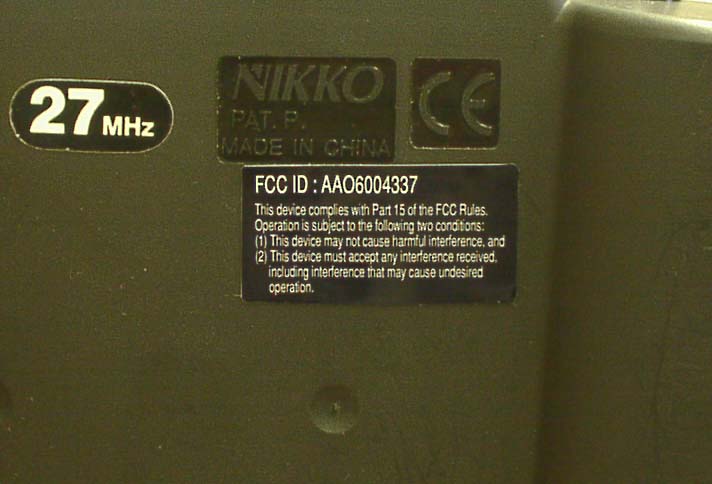 27 MHz
NIKKO
PAT. P.
MADE IN CHINA
CE
FCC ID : AAO6004337
This device complies with Part 15 of the FCC Rules.
Operation is subject to the following two conditions:
(1) This device may not cause harmful interference, and
(2) This device must accept any interference received,
including interference that may cause undesired
operation.